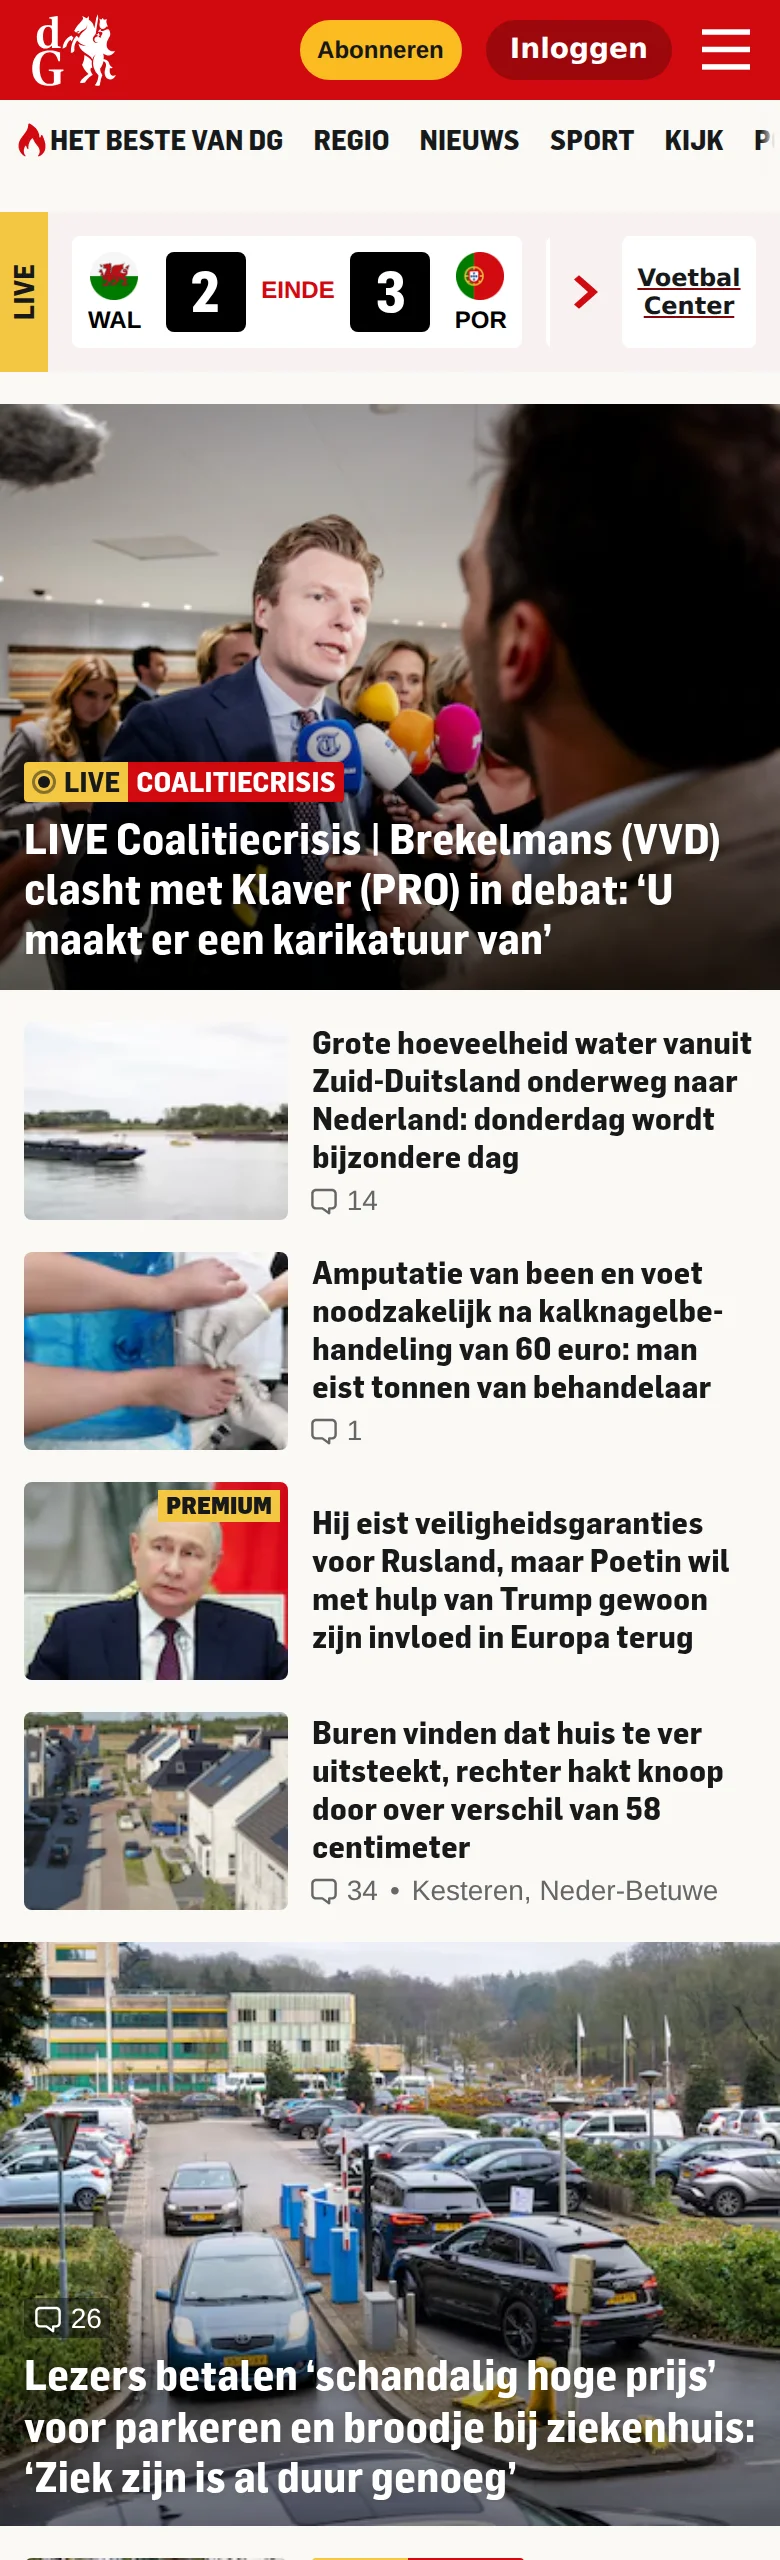 dG
Abonneren
Inloggen
HET BESTE VAN DG
REGIO
NIEUWS
SPORT
KIJK
LIVE
WAL
2
EINDE
3
POR
Voetbal
Center
LIVE
COALITIECRISIS
LIVE Coalitiecrisis | Brekelmans (VVD)
clasht met Klaver (PRO) in debat: ‘U
maakt er een karikatuur van’
Grote hoeveelheid water vanuit
Zuid-Duitsland onderweg naar
Nederland: donderdag wordt
bijzondere dag
14
Amputatie van been en voet
noodzakelijk na kalknagelbe-
handeling van 60 euro: man
eist tonnen van behandelaar
1
PREMIUM
Hij eist veiligheidsgaranties
voor Rusland, maar Poetin wil
met hulp van Trump gewoon
zijn invloed in Europa terug
Buren vinden dat huis te ver
uitsteekt, rechter hakt knoop
door over verschil van 58
centimeter
34 • Kesteren, Neder-Betuwe
26
Lezers betalen ‘schandalig hoge prijs’
voor parkeren en broodje bij ziekenhuis:
‘Ziek zijn is al duur genoeg’